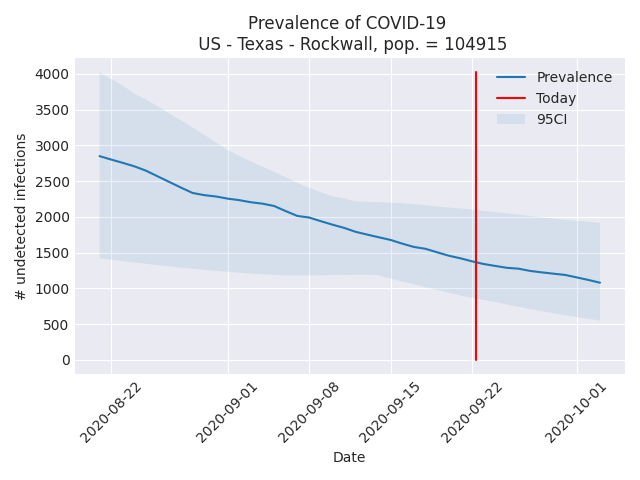 Prevalence of COVID-19
US - Texas - Rockwall, pop. = 104915
4000
3500
3000
2500
2000
1500
1000
500
0
# undetected infections
Prevalence
Today
95CI
2020-08-22
2020-09-01
2020-09-08
2020-09-15
2020-09-22
2020-10-01
Date